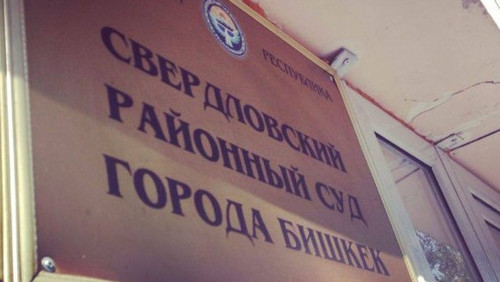 РЕСПУБЛИКА
СВЕРДЛОВСКИЙ
РАЙОННЫЙ СУД
ГОРОДА БИШКЕК